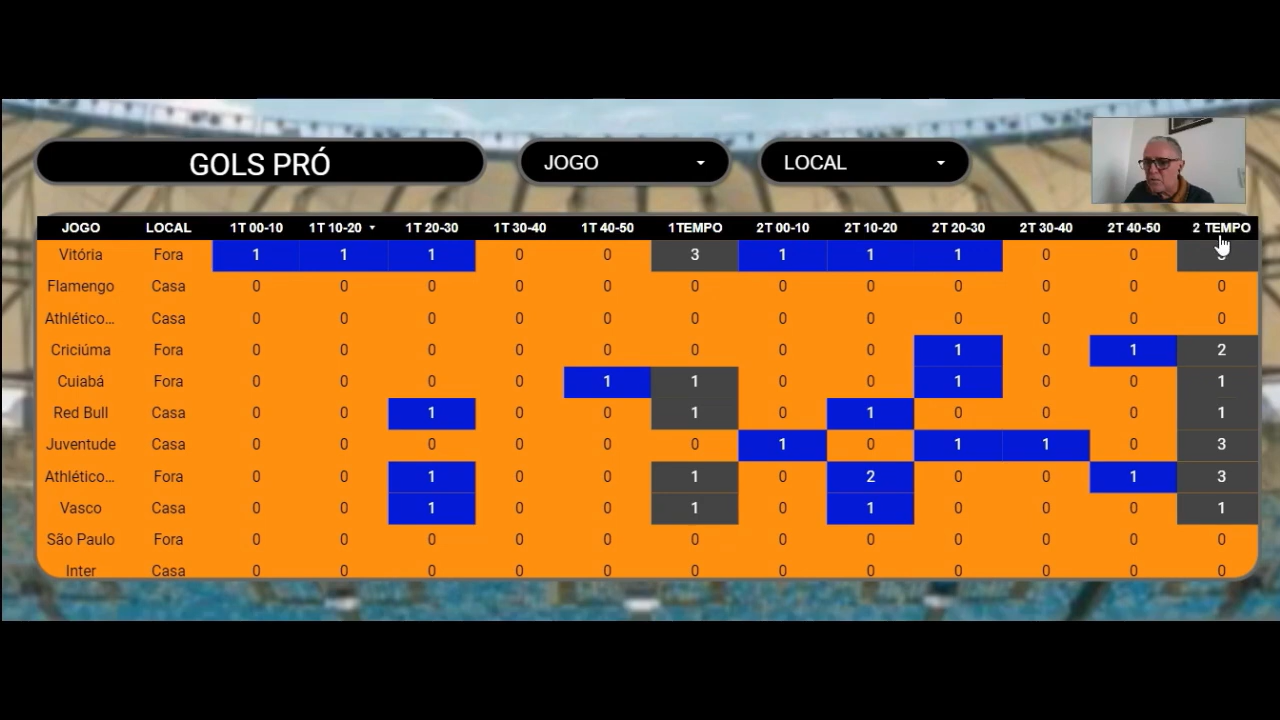 GOLS PRÓ JOGO LOCAL
JOGO LOCAL 1T 00-10 1T 10-20 1T 20-30 1T 30-40 1T 40-50 1TEMPO 2T 00-10 2T 10-20 2T 20-30 2T 30-40 2T 40-50 2 TEMPO
Vitória Fora 1 1 1 0 0 3 1 1 1 0 0
Flamengo Casa 0 0 0 0 0 0 0 0 0 0 0 0
Athlético... Casa 0 0 0 0 0 0 0 0 0 0 0 0
Criciúma Fora 0 0 0 0 0 0 0 0 1 0 1 2
Cuiabá Fora 0 0 0 0 1 1 0 0 1 0 0 1
Red Bull Casa 0 0 1 0 0 1 0 1 0 0 0 1
Juventude Casa 0 0 0 0 0 0 1 0 1 1 0 3
Athlético... Fora 0 0 1 0 0 1 0 2 0 0 1 3
Vasco Casa 0 0 1 0 0 1 0 1 0 0 0 1
São Paulo Fora 0 0 0 0 0 0 0 0 0 0 0 0
Inter Casa 0 0 0 0 0 0 0 0 0 0 0 0